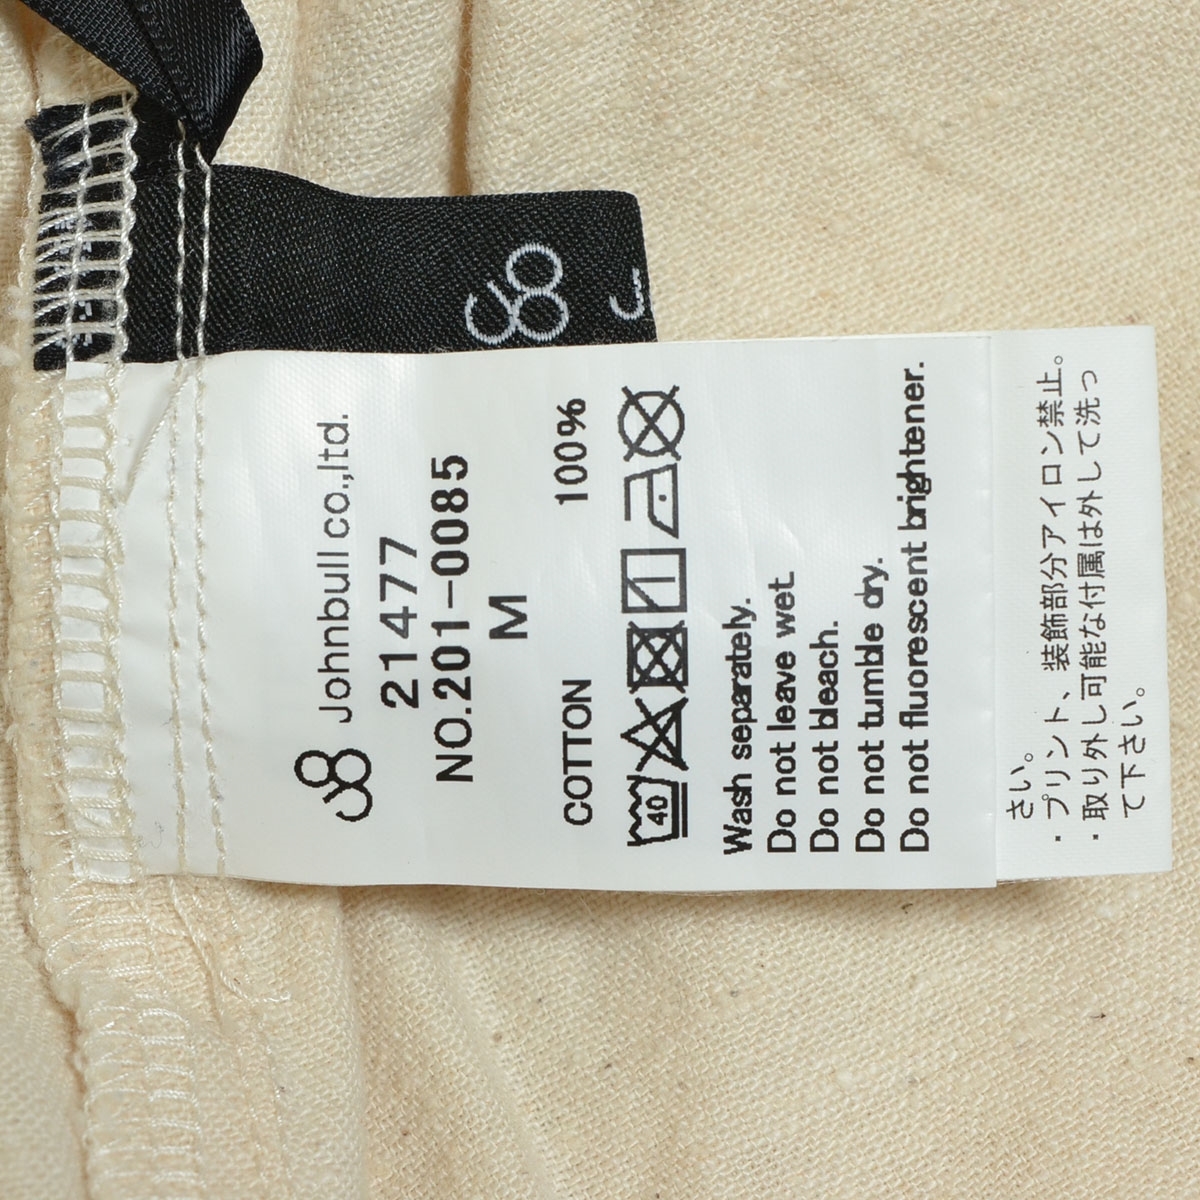 Johnbull co.,ltd.
21477
NO.201-0085
M
COTTON 100%
40
Wash separately.
Do not leave wet.
Do not bleach.
Do not tumble dry.
Do not fluorescent brightener.
さい。
・プリント、装飾部分アイロン禁止。
・取り外し可能な付属は外して洗っ
て下さい。